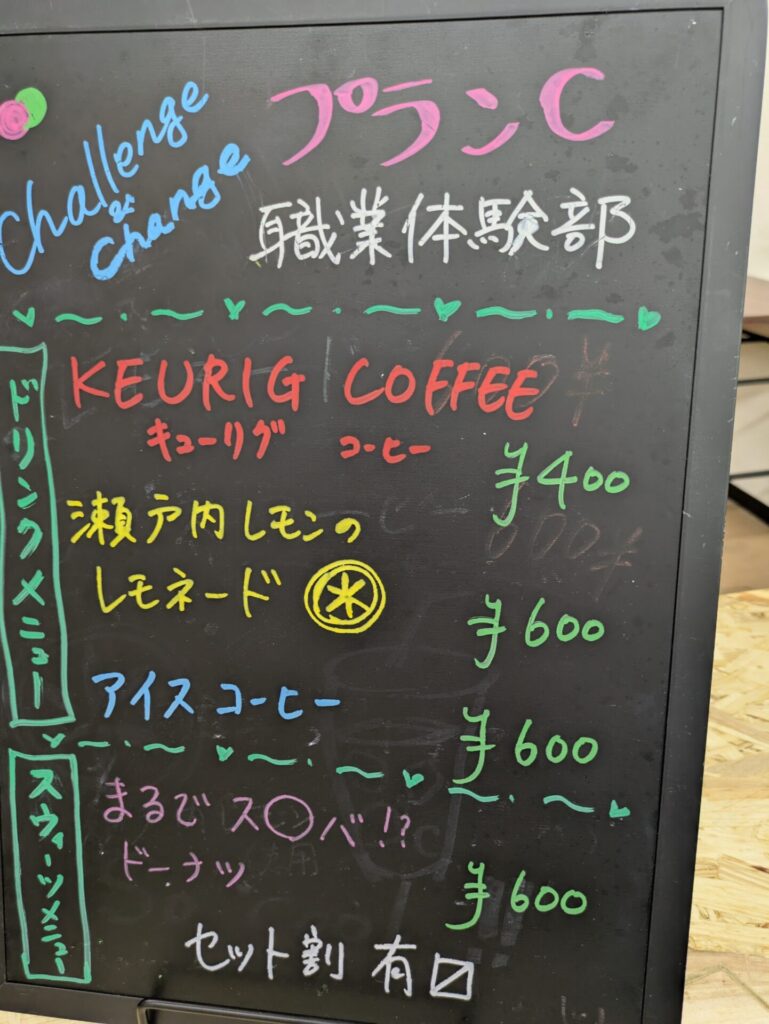 Challenge
&
Change
プランC
職業体験部
ドリンクメニュー
KEURIG COFFEE
キューリグ コーヒー
¥400
瀬戸内レモンの
レモネード
¥600
アイスコーヒー
¥600
スウィーツメニュー
まるでス〇バ!?
ドーナツ
¥600
セット割 有☑